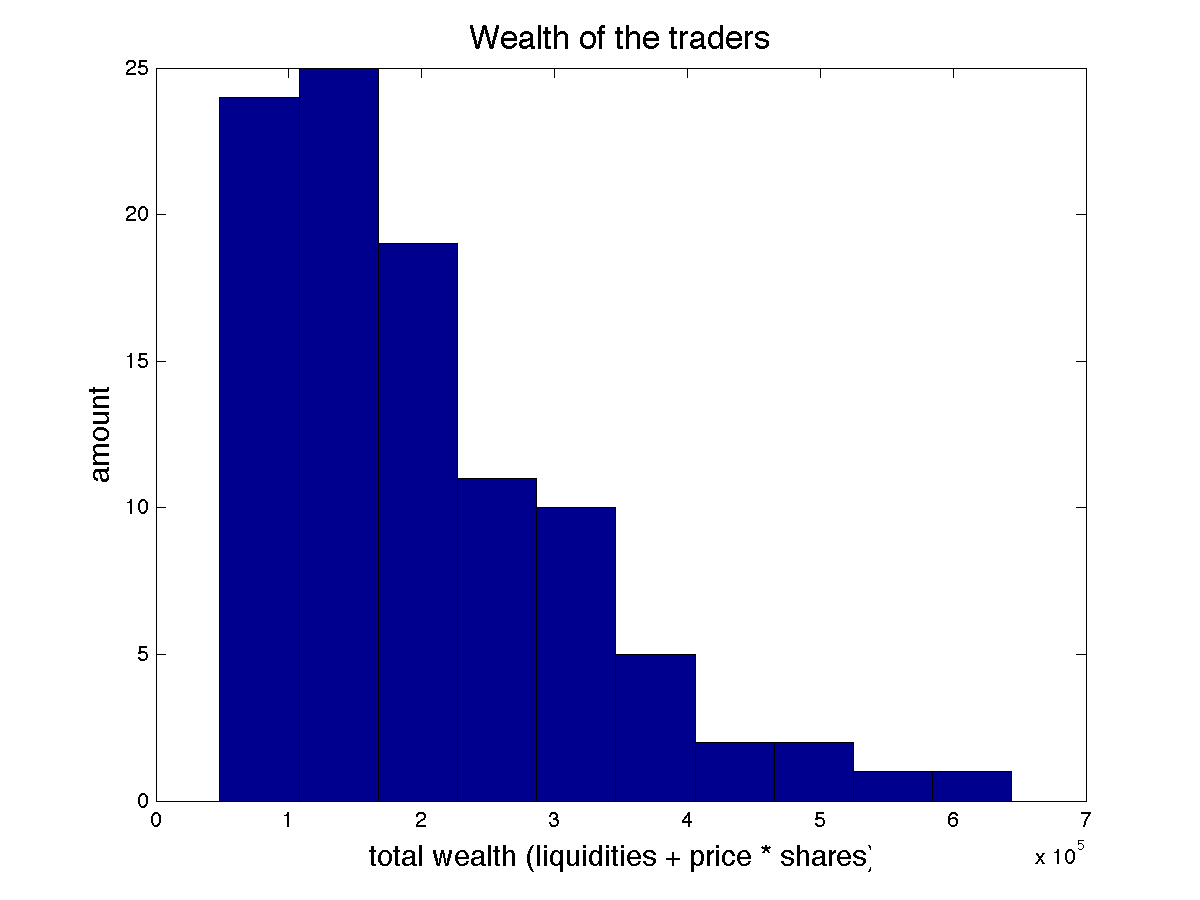 Wealth of the traders
25
20
15
10
5
0
amount
0 1 2 3 4 5 6 7
total wealth (liquidities + price * shares)
x 10^5